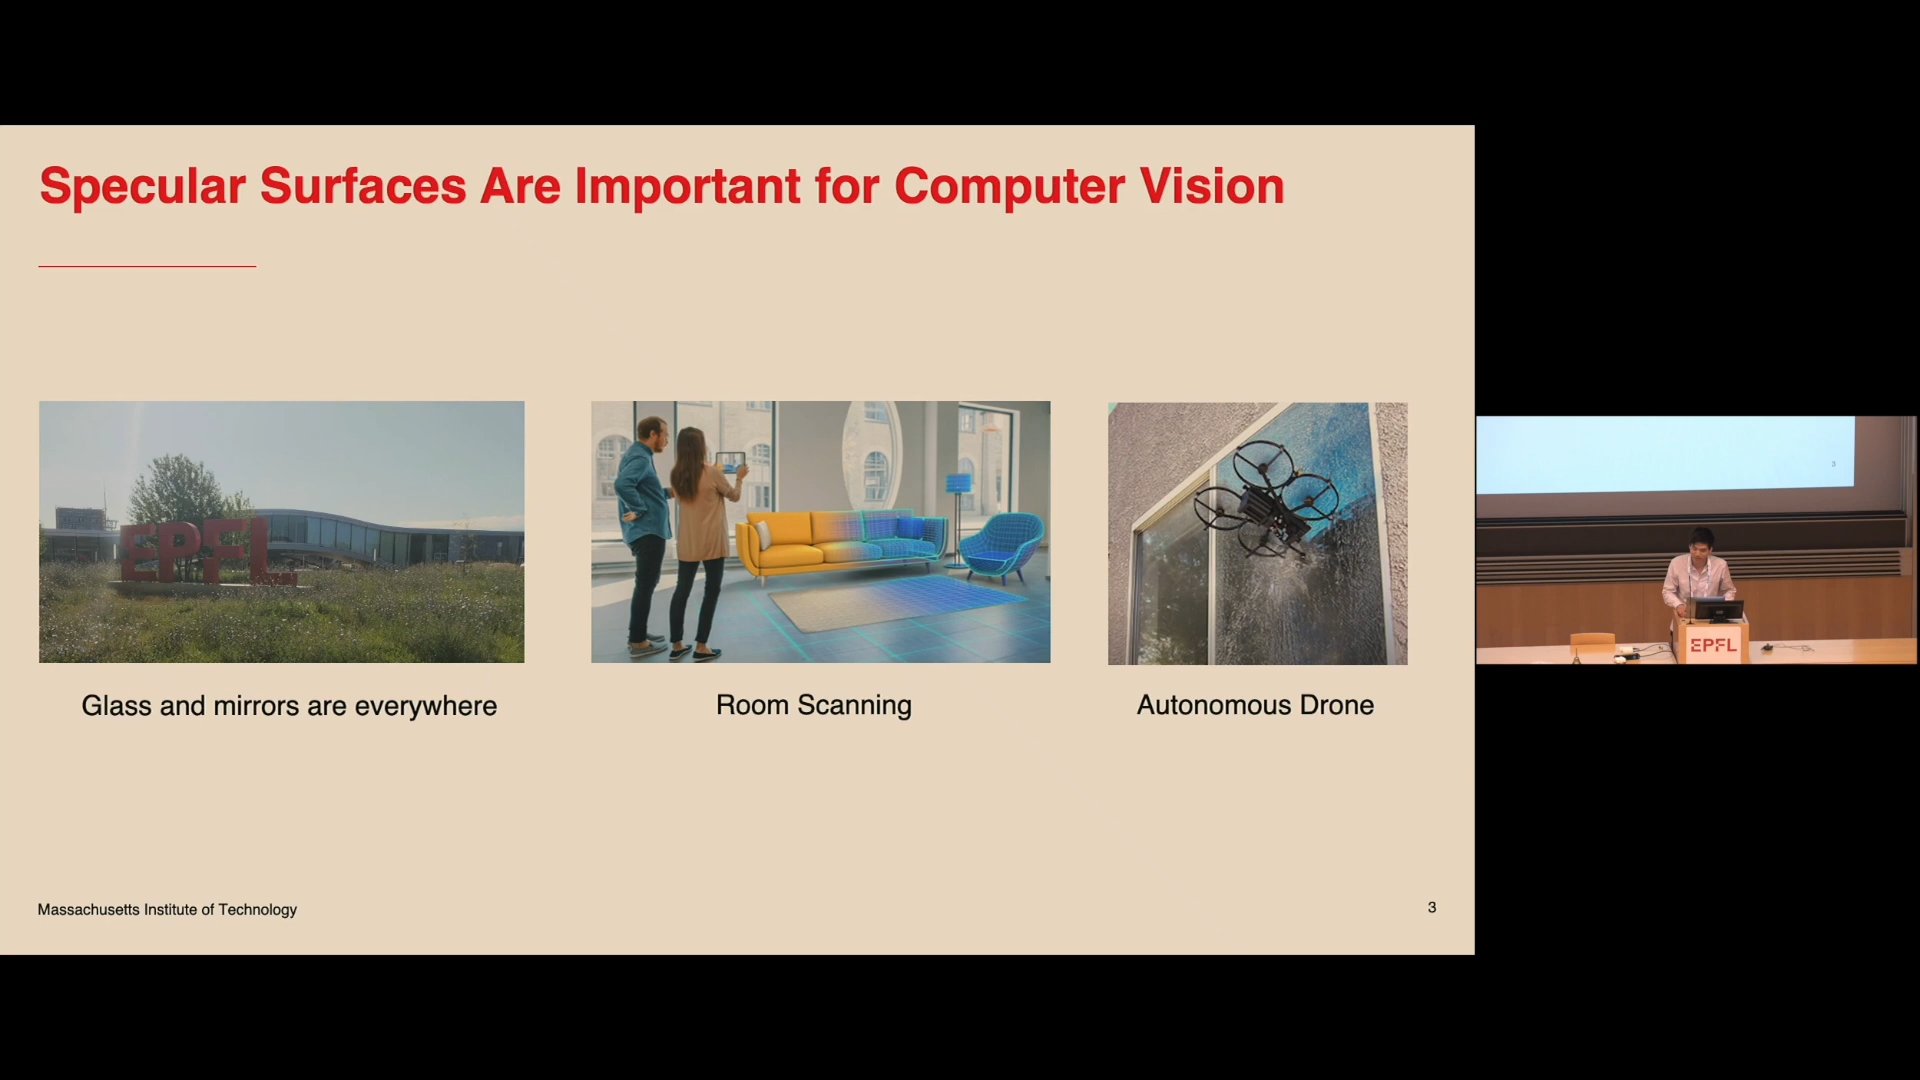 Specular Surfaces Are Important for Computer Vision
EPFL
Glass and mirrors are everywhere
Room Scanning
Autonomous Drone
Massachusetts Institute of Technology
3
3
EPFL